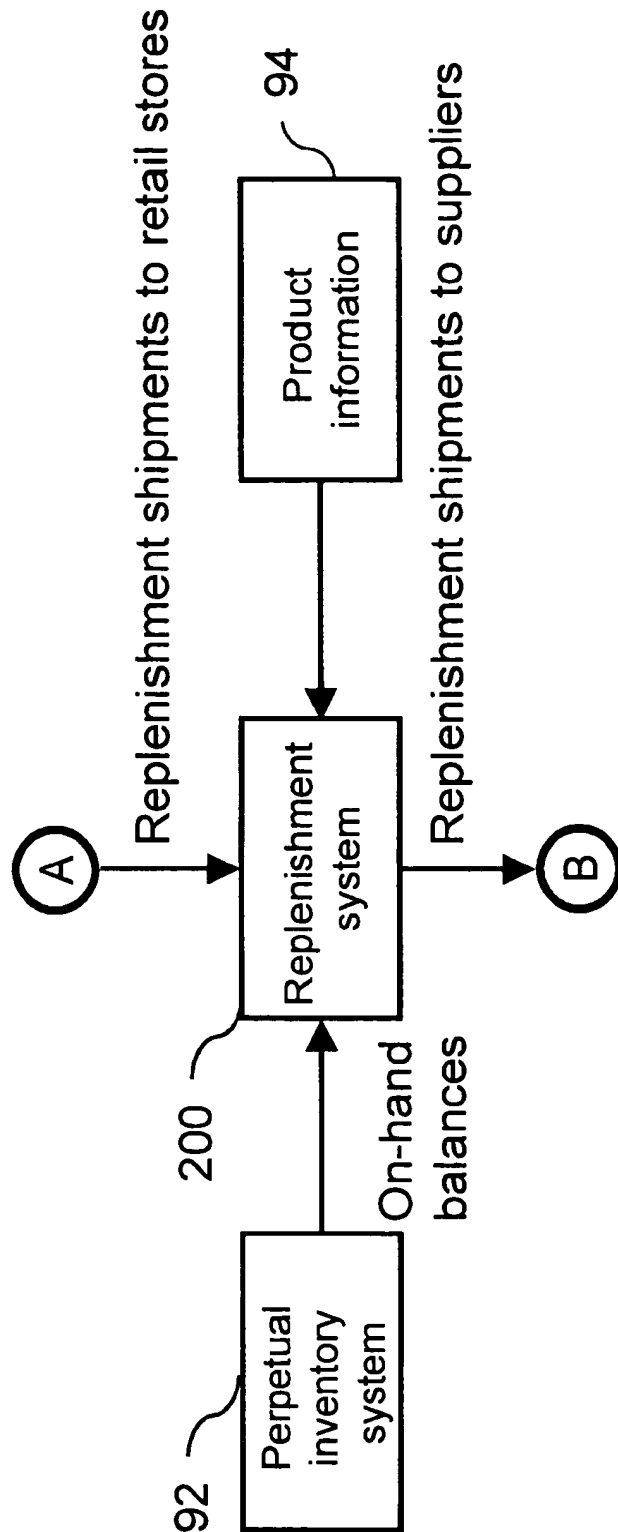 A
Replenishment shipments to retail stores
92
Perpetual
inventory
system
On-hand
balances
200
Replenishment
system
94
Product
information
Replenishment shipments to suppliers
B